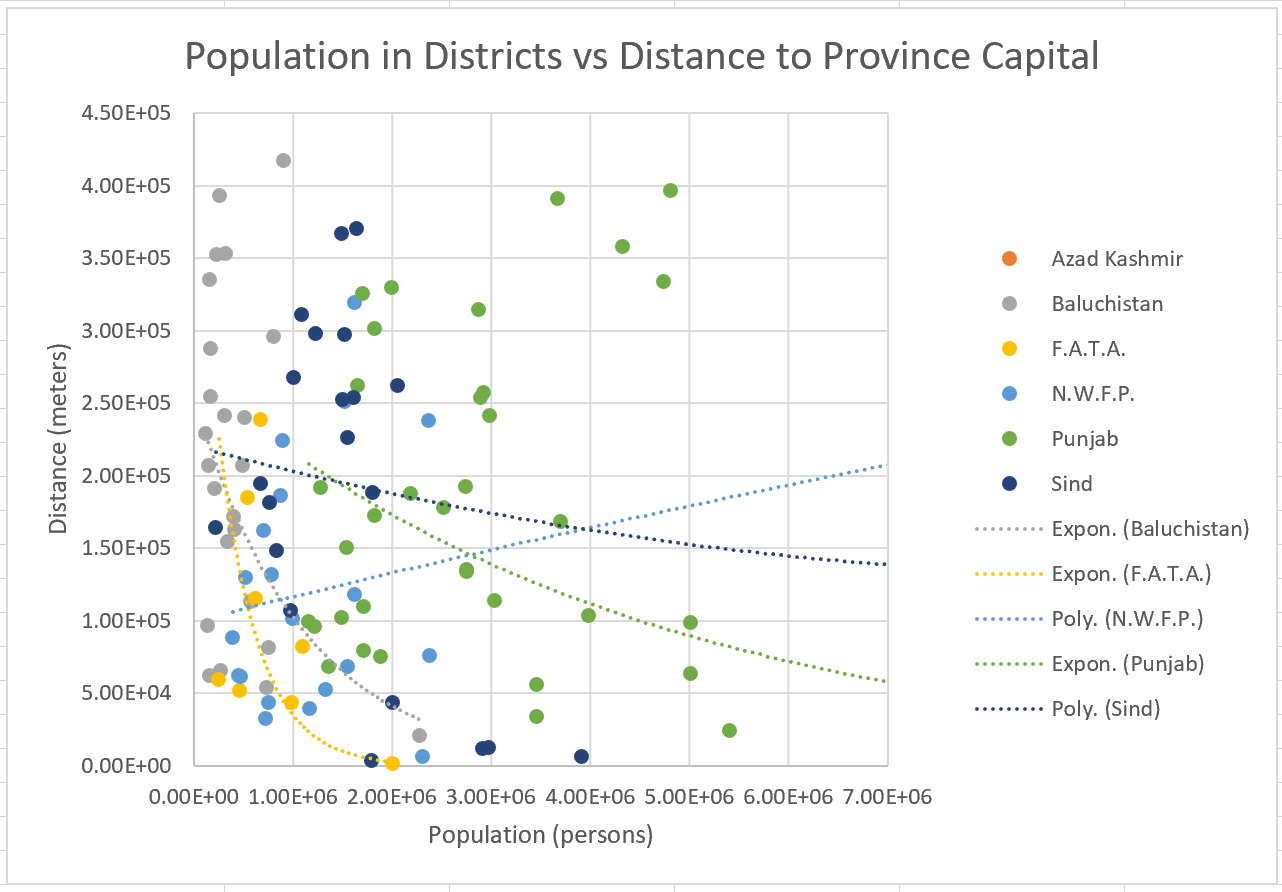 Population in Districts vs Distance to Province Capital
4.50E+05
4.00E+05
3.50E+05
3.00E+05
2.50E+05
2.00E+05
1.50E+05
1.00E+05
5.00E+04
0.00E+00
Distance (meters)
0.00E+00 1.00E+06 2.00E+06 3.00E+06 4.00E+06 5.00E+06 6.00E+06 7.00E+06
Population (persons)
Azad Kashmir
Baluchistan
F.A.T.A.
N.W.F.P.
Punjab
Sind
Expon. (Baluchistan)
Expon. (F.A.T.A.)
Poly. (N.W.F.P.)
Expon. (Punjab)
Poly. (Sind)